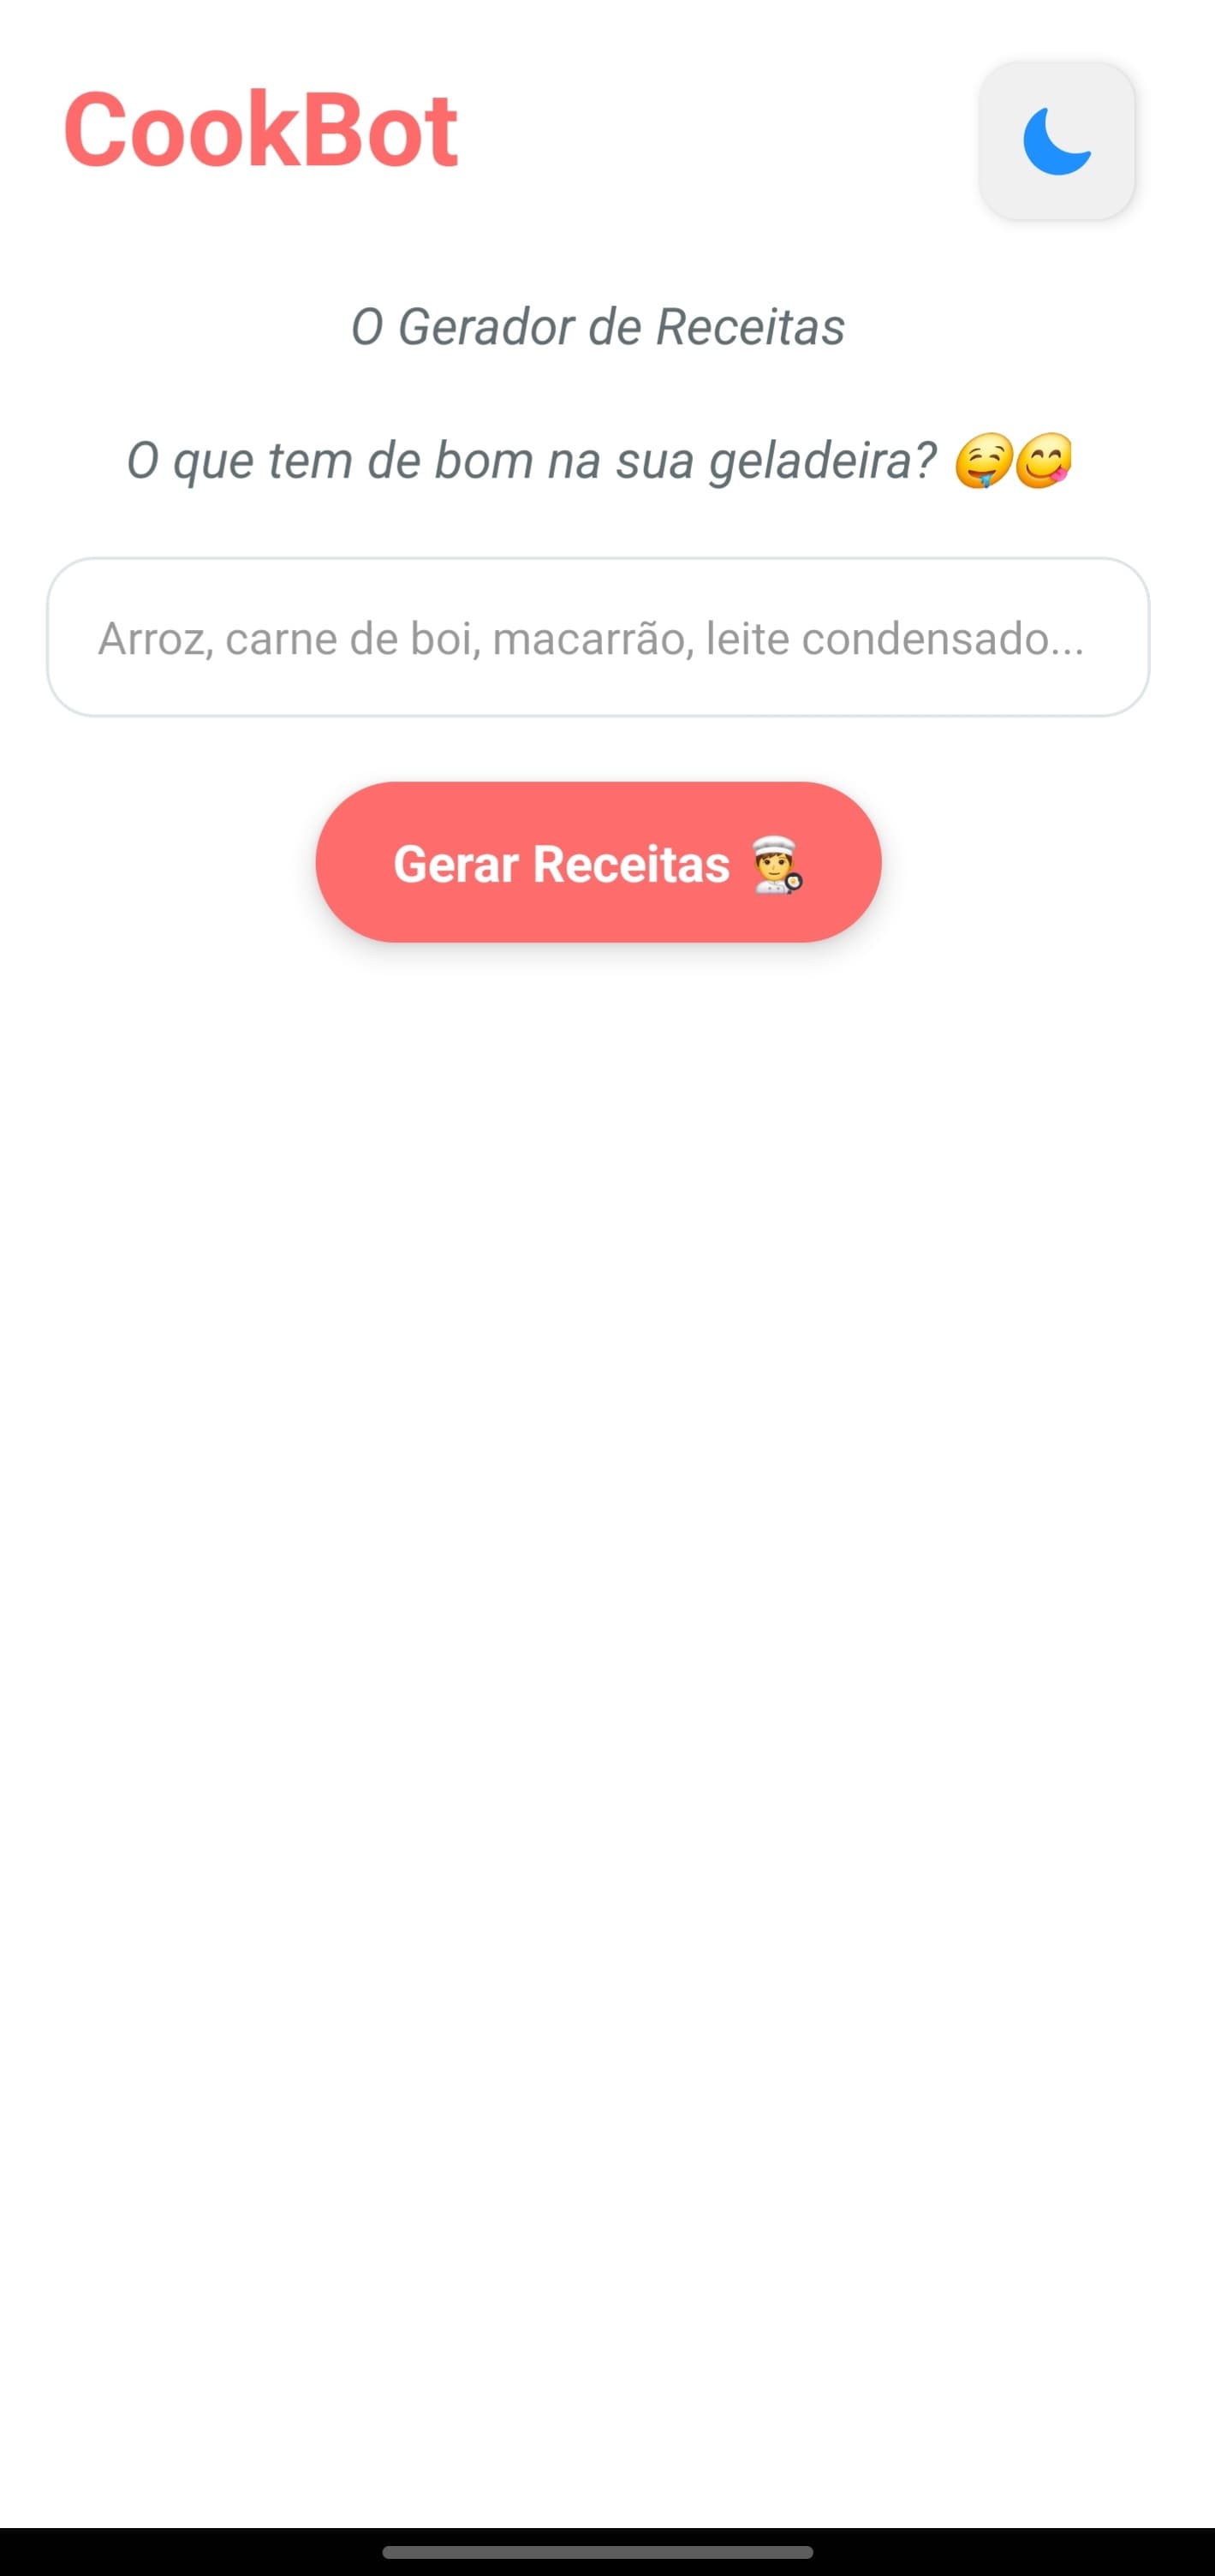 CookBot
O Gerador de Receitas
O que tem de bom na sua geladeira? 🤤😋
Arroz, carne de boi, macarrão, leite condensado...
Gerar Receitas 🧑‍🍳